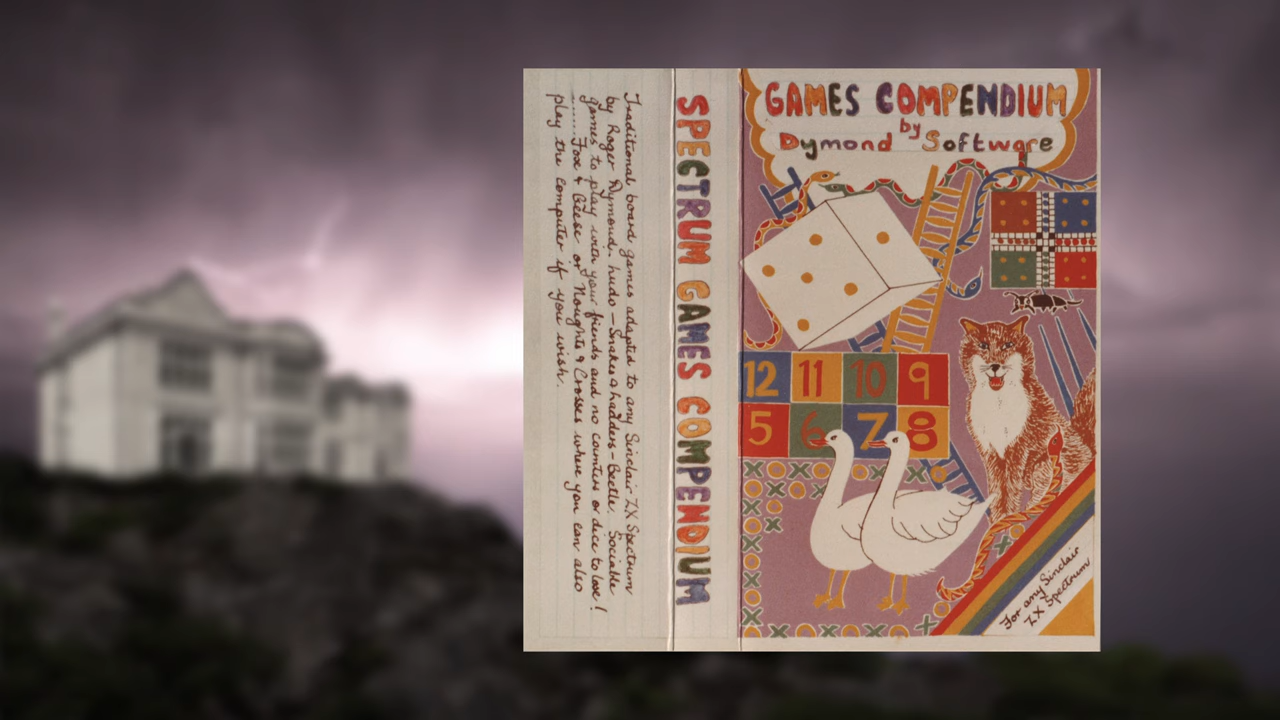 Traditional board games adapted to any Sinclair ZX Spectrum
by Roger Dymond. Ludo – Snakes & Ladders – Beetle. Sociable
games to play with your friends and no counters or dice to lose!
........ Fox & Geese or Noughts & Crosses where you can also
play the computer if you wish.
SPECTRUM GAMES COMPENDIUM
GAMES COMPENDIUM
by
Dymond Software
12 11 10 9
5 6 7 8
For any Sinclair
ZX Spectrum